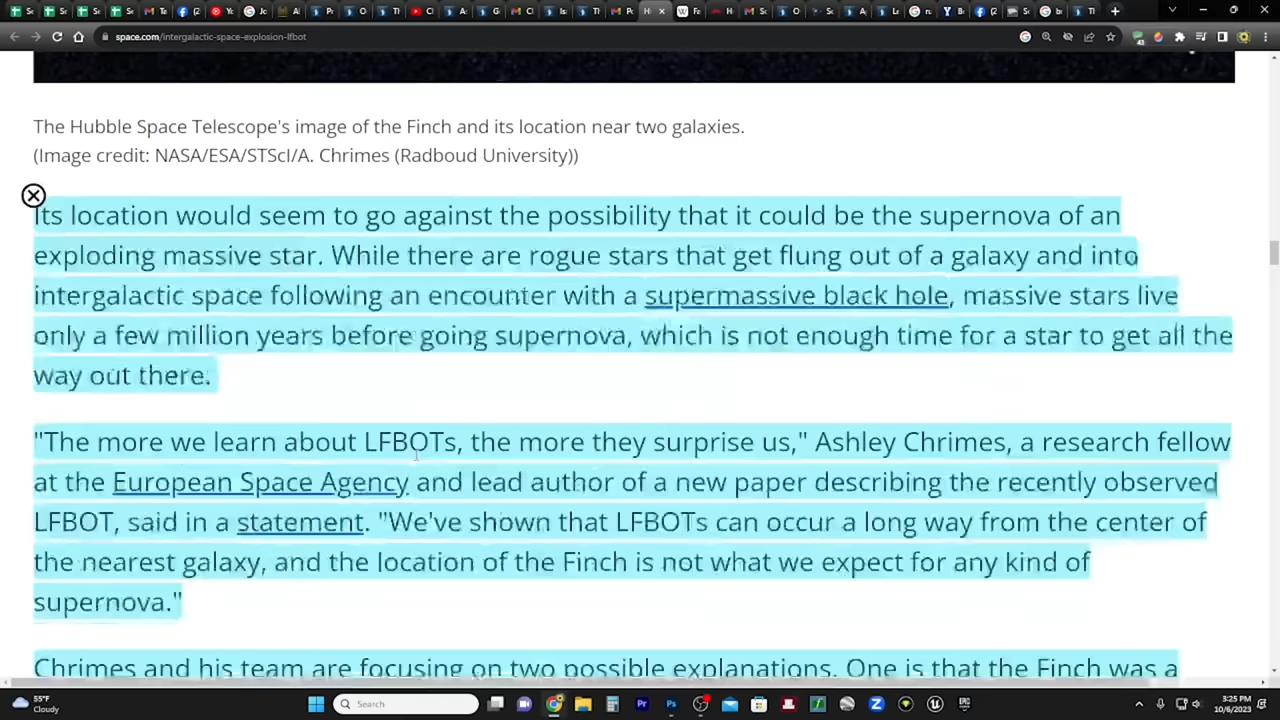 space.com/intergalactic-space-explosion-lfbot
The Hubble Space Telescope's image of the Finch and its location near two galaxies.
(Image credit: NASA/ESA/STScI/A. Chrimes (Radboud University))
Its location would seem to go against the possibility that it could be the supernova of an
exploding massive star. While there are rogue stars that get flung out of a galaxy and into
intergalactic space following an encounter with a supermassive black hole, massive stars live
only a few million years before going supernova, which is not enough time for a star to get all the
way out there.
"The more we learn about LFBOTs, the more they surprise us," Ashley Chrimes, a research fellow
at the European Space Agency and lead author of a new paper describing the recently observed
LFBOT, said in a statement. "We've shown that LFBOTs can occur a long way from the center of
the nearest galaxy, and the location of the Finch is not what we expect for any kind of
supernova."
Chrimes and his team are focusing on two possible explanations. One is that the Finch was a
55°F
Cloudy
Search
3:25 PM
10/6/2023